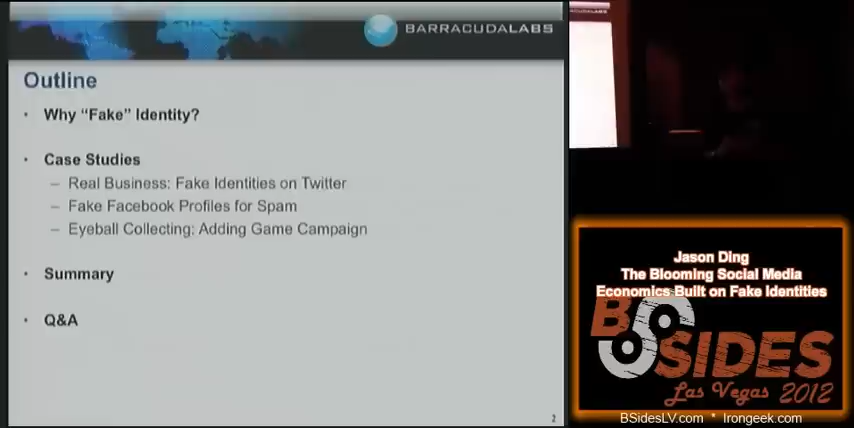 BARRACUDALABS
Outline
• Why “Fake” Identity?
• Case Studies
– Real Business: Fake Identities on Twitter
– Fake Facebook Profiles for Spam
– Eyeball Collecting: Adding Game Campaign
• Summary
• Q&A
2
Jason Ding
The Blooming Social Media
Economics Built on Fake Identities
BSIDES
Las Vegas 2012
BSidesLV.com * Irongeek.com